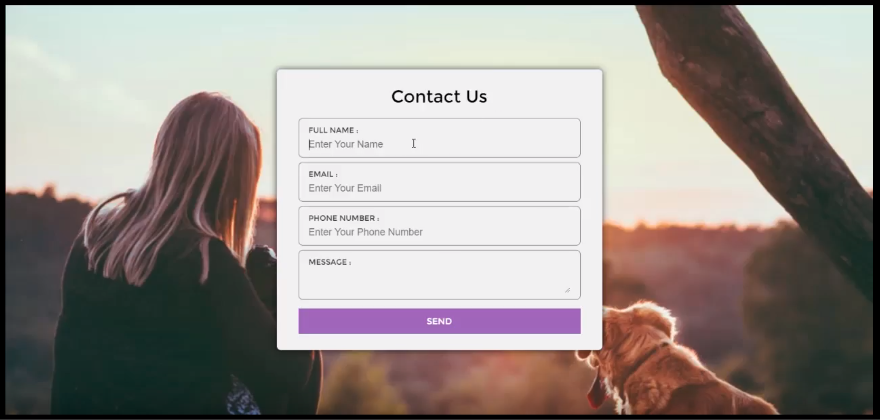 Contact Us
FULL NAME :
Enter Your Name
EMAIL :
Enter Your Email
PHONE NUMBER :
Enter Your Phone Number
MESSAGE :
SEND